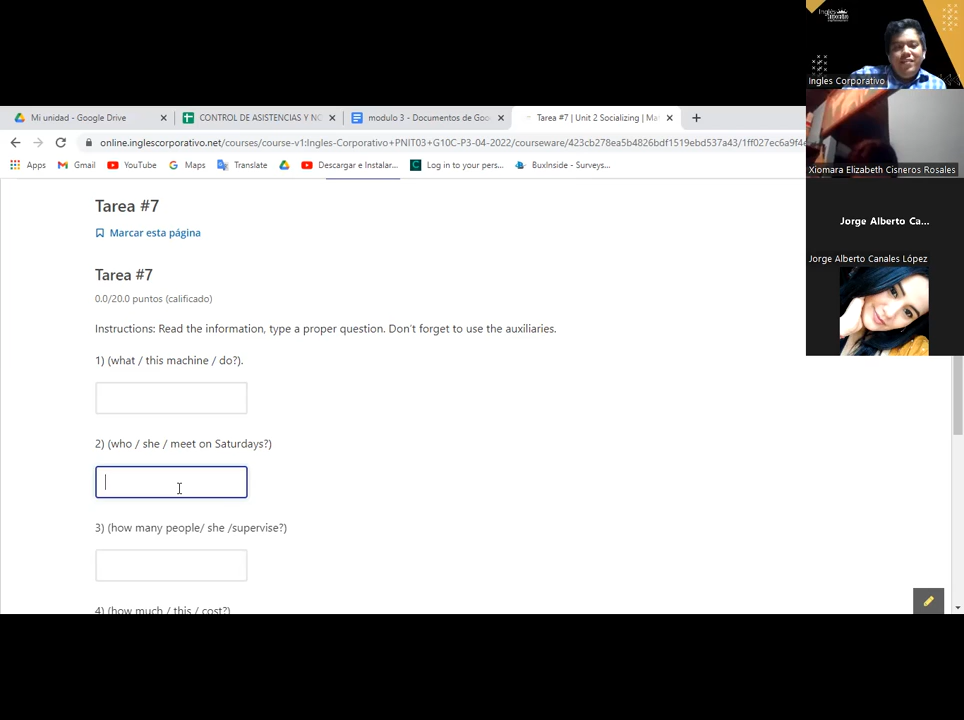 Mi unidad - Google Drive
CONTROL DE ASISTENCIAS Y NO
modulo 3 - Documentos de Goo
Tarea #7 | Unit 2 Socializing | Ma
online.inglescorporativo.net/courses/course-v1:Ingles-Corporativo+PNIT03+G10C-P3-04-2022/courseware/423cb278ea5b4826bdf1519ebd537a43/1ff027ec6a9f4e
Apps
Gmail
YouTube
Maps
Translate
Descargar e Instalar...
Log in to your pers...
BuxInside - Surveys...
Tarea #7
Marcar esta página
Tarea #7
0.0/20.0 puntos (calificado)
Instructions: Read the information, type a proper question. Don't forget to use the auxiliaries.
1) (what / this machine / do?).
2) (who / she / meet on Saturdays?)
3) (how many people/ she /supervise?)
4) (how much / this / cost?)
Inglés
Corporativo
Ingles Corporativo
Xiomara Elizabeth Cisneros Rosales
Jorge Alberto Ca...
Jorge Alberto Canales López